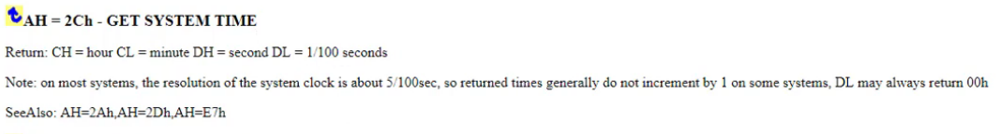 AH = 2Ch - GET SYSTEM TIME
Return: CH = hour CL = minute DH = second DL = 1/100 seconds
Note: on most systems, the resolution of the system clock is about 5/100sec, so returned times generally do not increment by 1 on some systems, DL may always return 00h
SeeAlso: AH=2Ah,AH=2Dh,AH=E7h